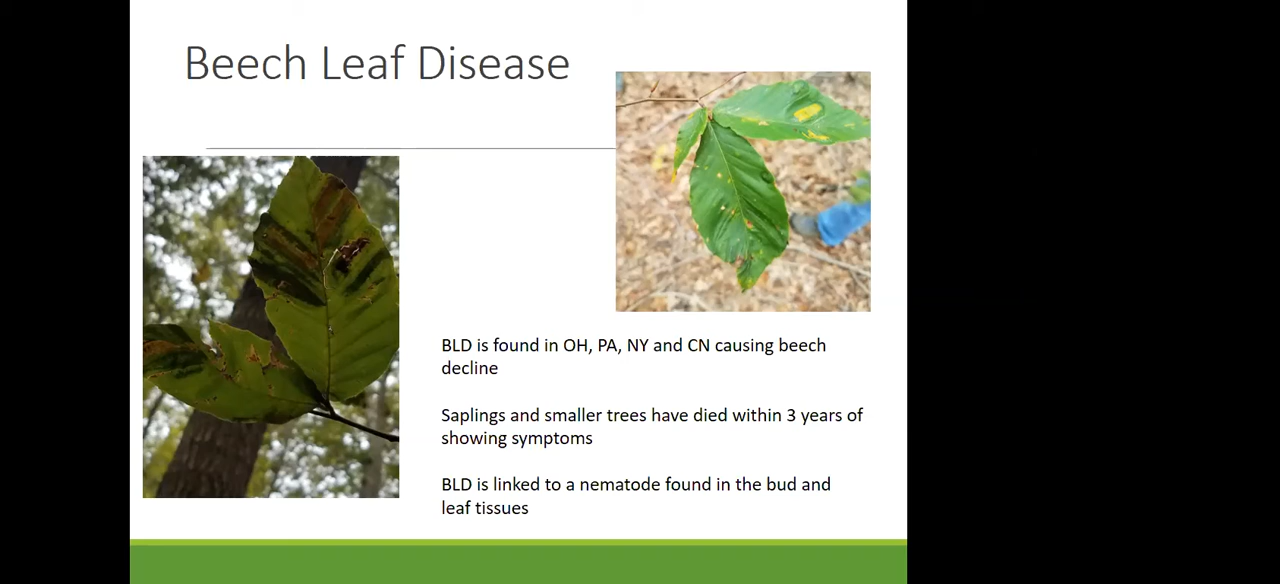 Beech Leaf Disease
BLD is found in OH, PA, NY and CN causing beech
decline
Saplings and smaller trees have died within 3 years of
showing symptoms
BLD is linked to a nematode found in the bud and
leaf tissues